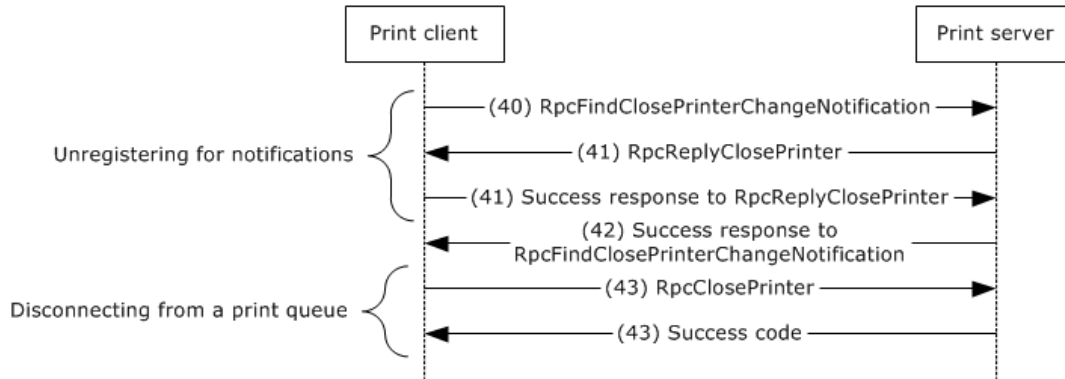 Print client
Print server
(40) RpcFindClosePrinterChangeNotification
Unregistering for notifications
(41) RpcReplyClosePrinter
(41) Success response to RpcReplyClosePrinter
(42) Success response to
RpcFindClosePrinterChangeNotification
(43) RpcClosePrinter
Disconnecting from a print queue
(43) Success code